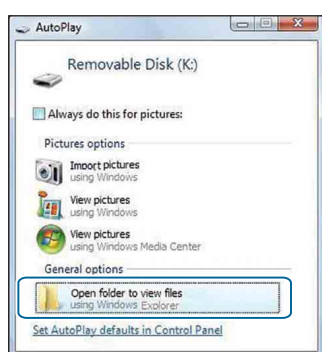 AutoPlay
Removable Disk (K:)
Always do this for pictures:
Pictures options
Import pictures
using Windows
View pictures
using Windows
View pictures
using Windows Media Center
General options
Open folder to view files
using Windows Explorer
Set AutoPlay defaults in Control Panel